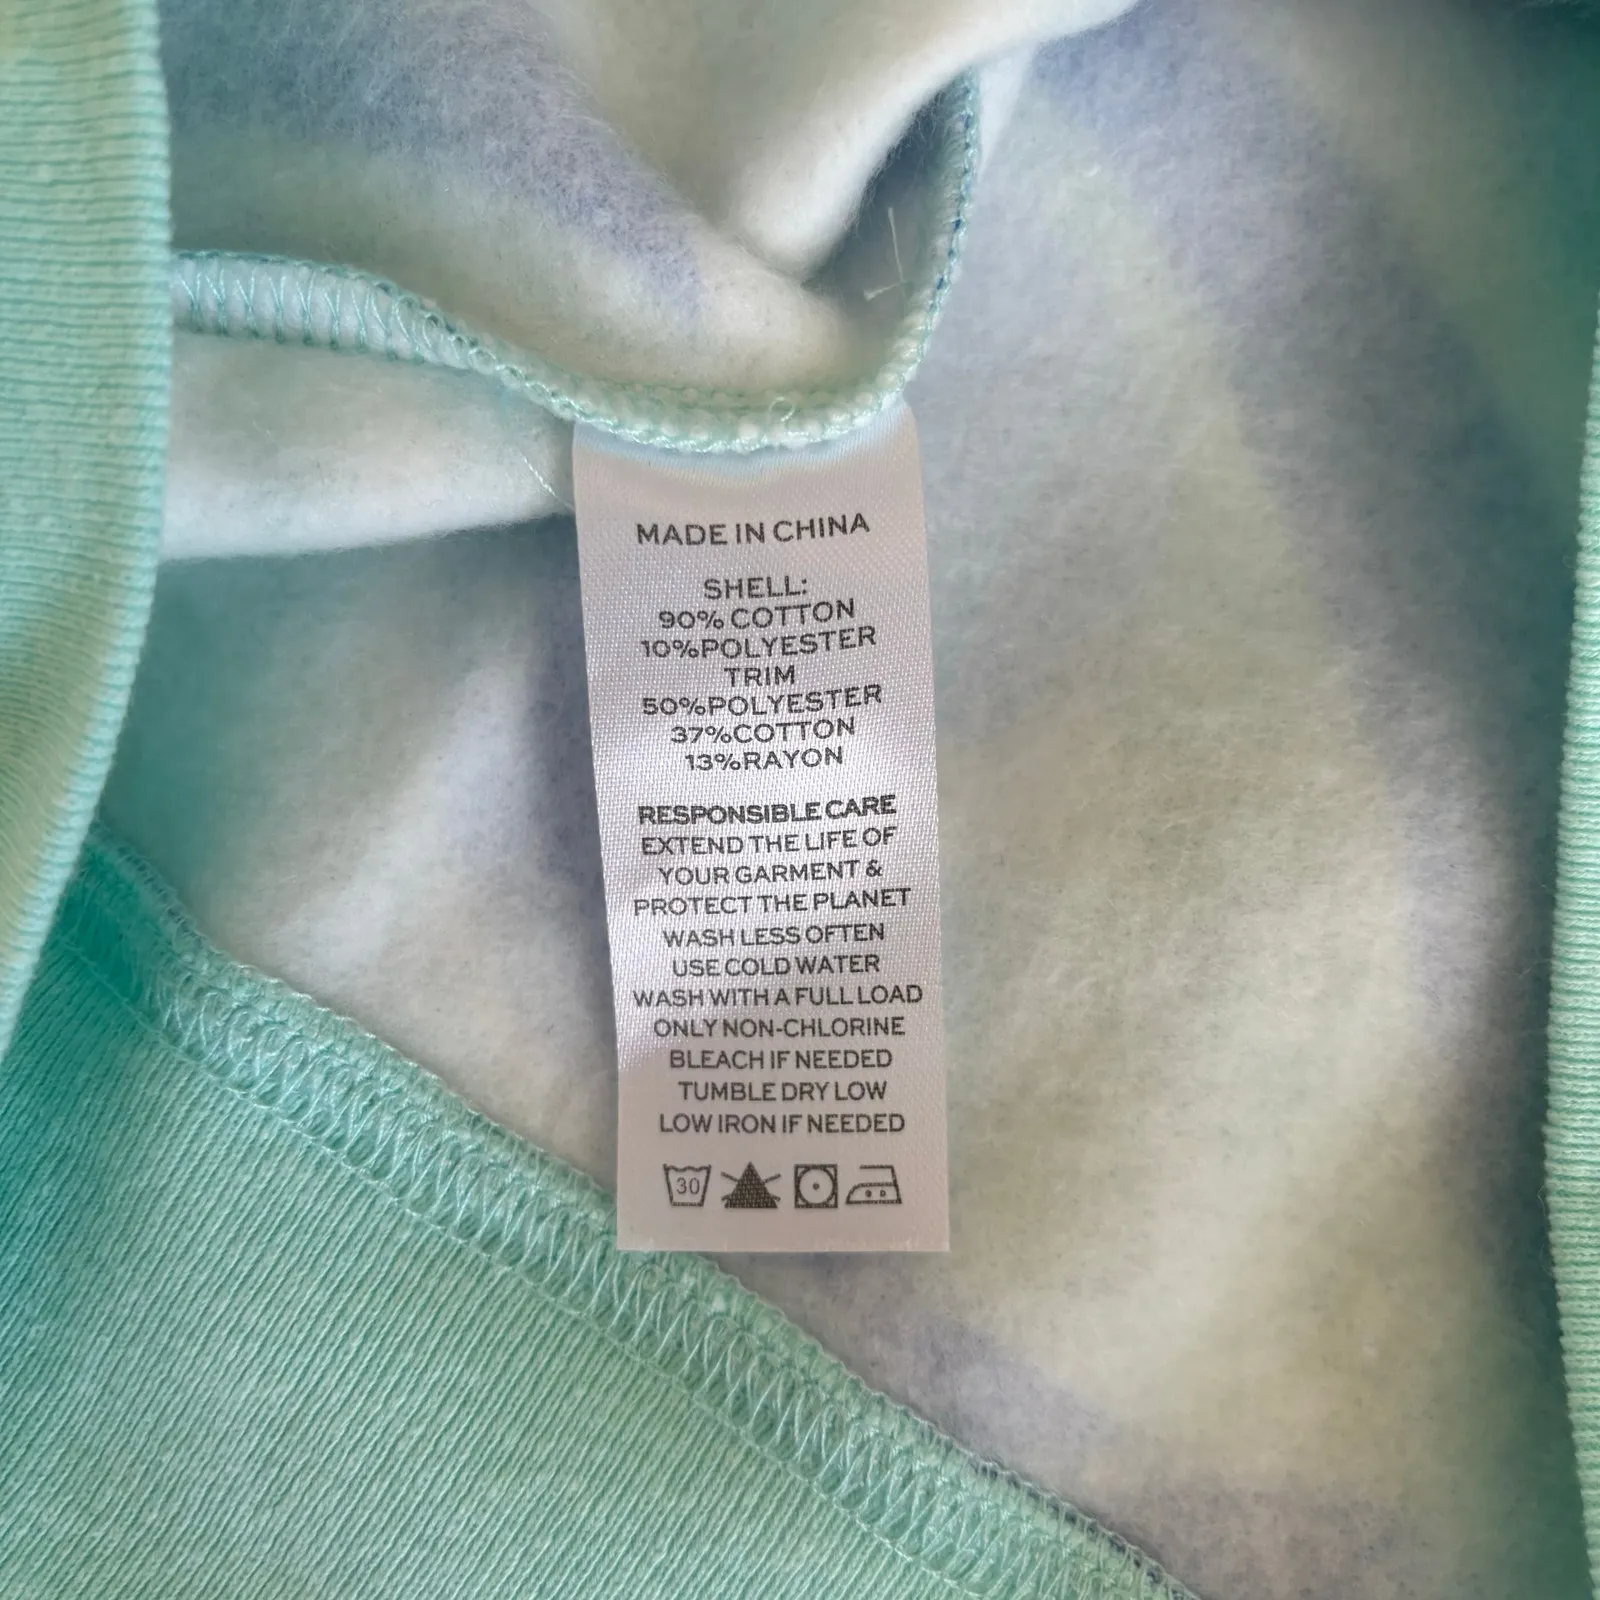 MADE IN CHINA
SHELL:
90% COTTON
10%POLYESTER
TRIM
50%POLYESTER
37%COTTON
13%RAYON
RESPONSIBLE CARE
EXTEND THE LIFE OF
YOUR GARMENT &
PROTECT THE PLANET
WASH LESS OFTEN
USE COLD WATER
WASH WITH A FULL LOAD
ONLY NON-CHLORINE
BLEACH IF NEEDED
TUMBLE DRY LOW
LOW IRON IF NEEDED
30